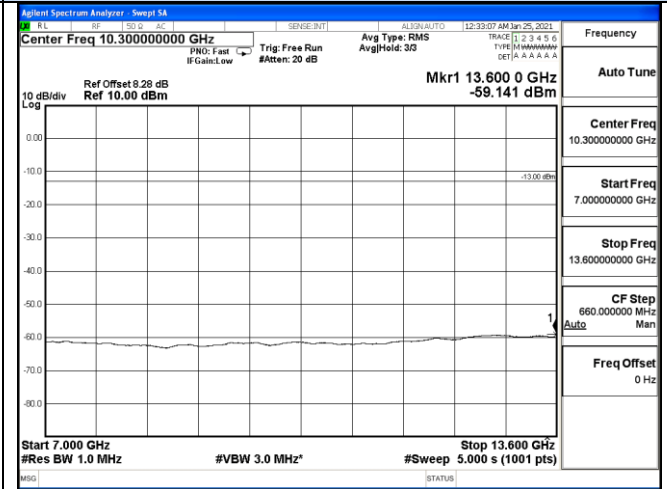 Agilent Spectrum Analyzer - Swept SA
RL RF 50 Ω AC SENSE:INT ALIGNAUTO 12:33:07 AM Jan 25, 2021
Center Freq 10.300000000 GHz
PNO: Fast
IFGain:Low
Trig: Free Run
#Atten: 20 dB
Avg Type: RMS
Avg|Hold: 3/3
TRACE 1 2 3 4 5 6
TYPE M W W W W W
DET A A A A A A
Mkr1 13.600 0 GHz
-59.141 dBm
Ref Offset 8.28 dB
10 dB/div Ref 10.00 dBm
Log
0.00
-10.0
-13.00 dBm
-20.0
-30.0
-40.0
-50.0
1
-60.0
-70.0
-80.0
Start 7.000 GHz Stop 13.600 GHz
#Res BW 1.0 MHz #VBW 3.0 MHz* #Sweep 5.000 s (1001 pts)
MSG STATUS
Frequency
Auto Tune
Center Freq
10.300000000 GHz
Start Freq
7.000000000 GHz
Stop Freq
13.600000000 GHz
CF Step
660.000000 MHz
Auto Man
Freq Offset
0 Hz